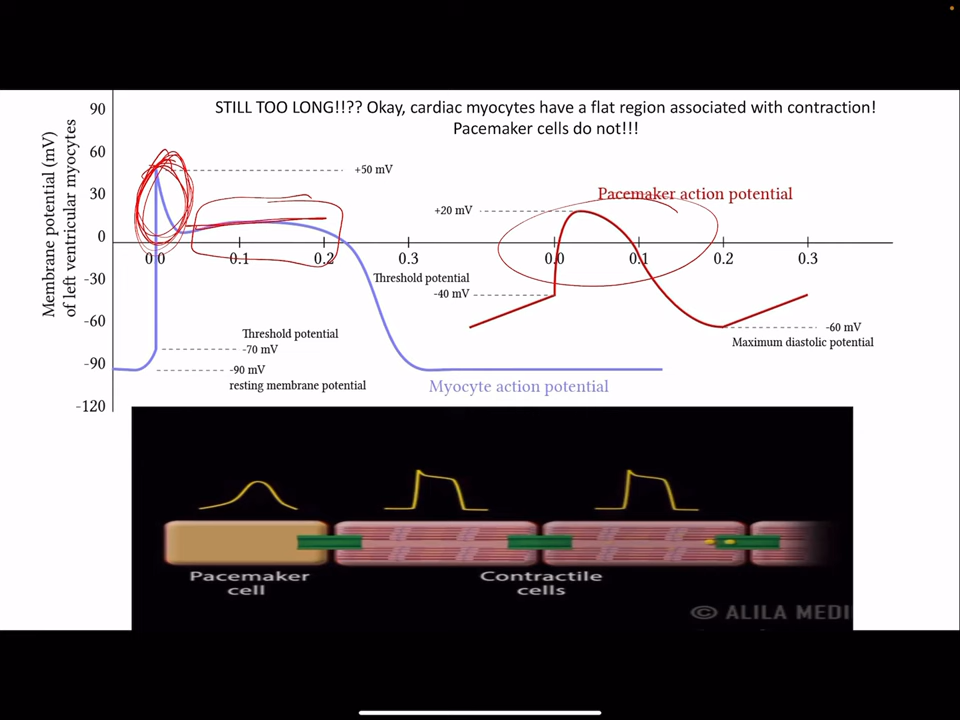 STILL TOO LONG!!?? Okay, cardiac myocytes have a flat region associated with contraction!
Pacemaker cells do not!!!
Membrane potential (mV)
of left ventricular myocytes
90
60
30
0
-30
-60
-90
-120
+50 mV
0.0
0.1
0.2
0.3
Threshold potential
-70 mV
-90 mV
resting membrane potential
Myocyte action potential
Pacemaker action potential
+20 mV
0.0
0.1
0.2
0.3
Threshold potential
-40 mV
-60 mV
Maximum diastolic potential
Pacemaker
cell
Contractile
cells
© ALILA MEDI